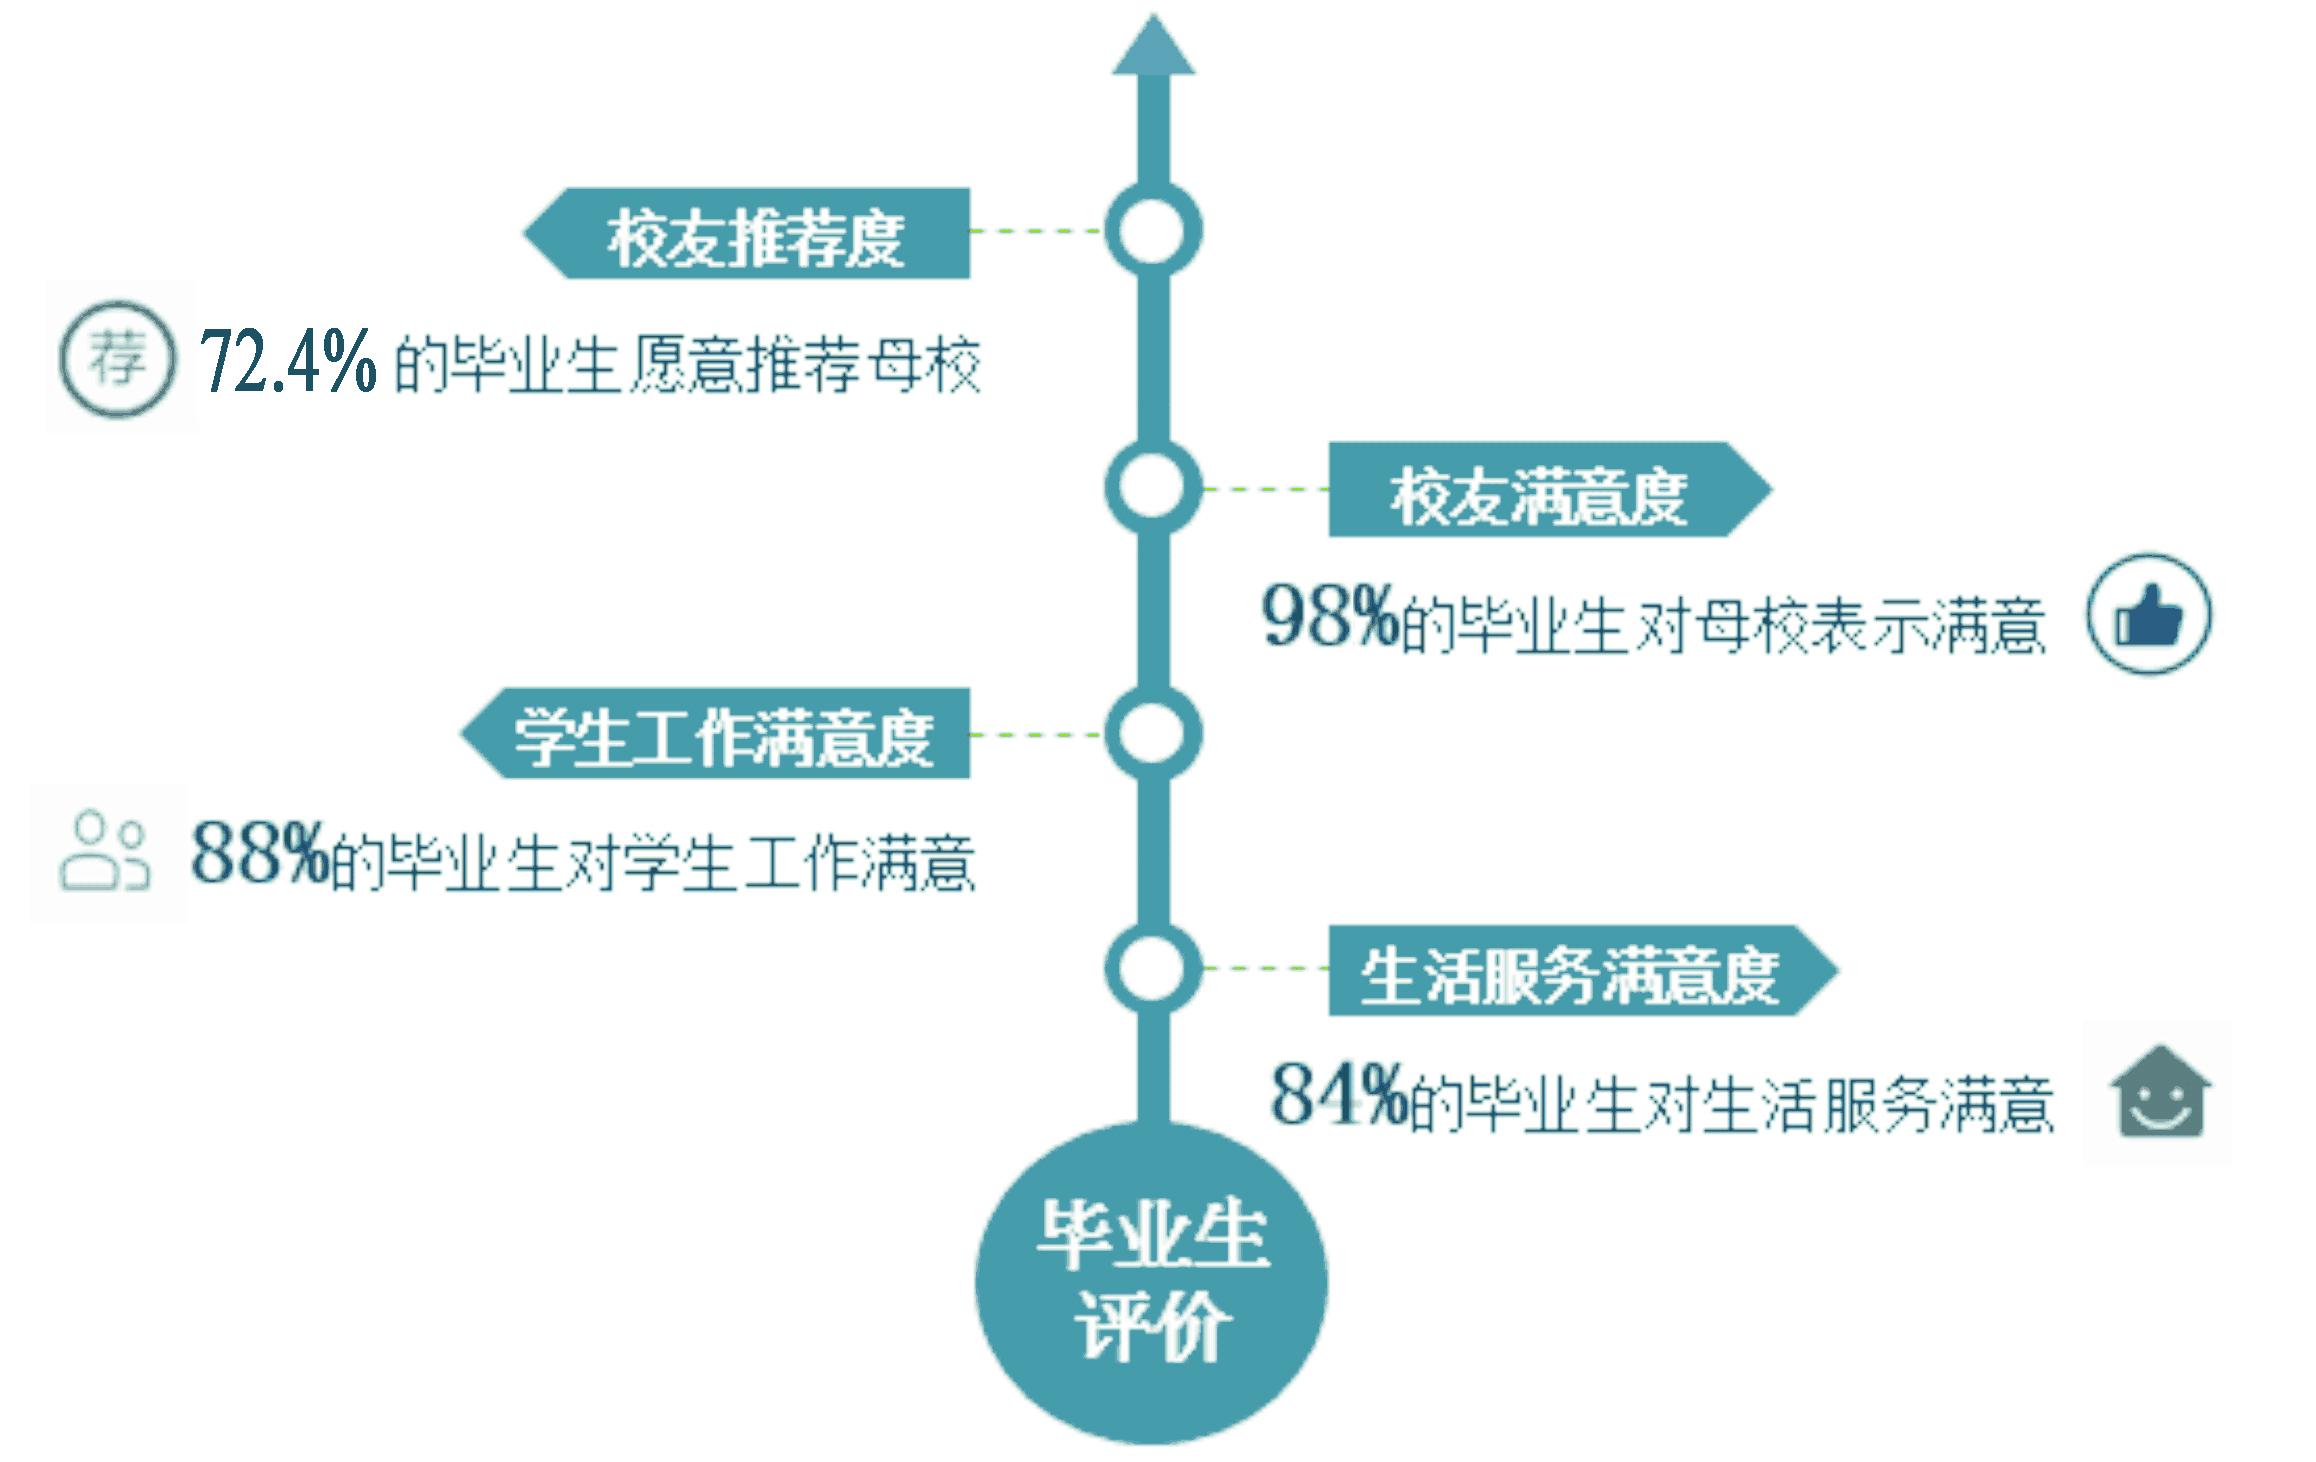 校友推荐度
荐 72.4%的毕业生愿意推荐母校
校友满意度
98%的毕业生对母校表示满意
学生工作满意度
88%的毕业生对学生工作满意
生活服务满意度
84%的毕业生对生活服务满意
毕业生
评价